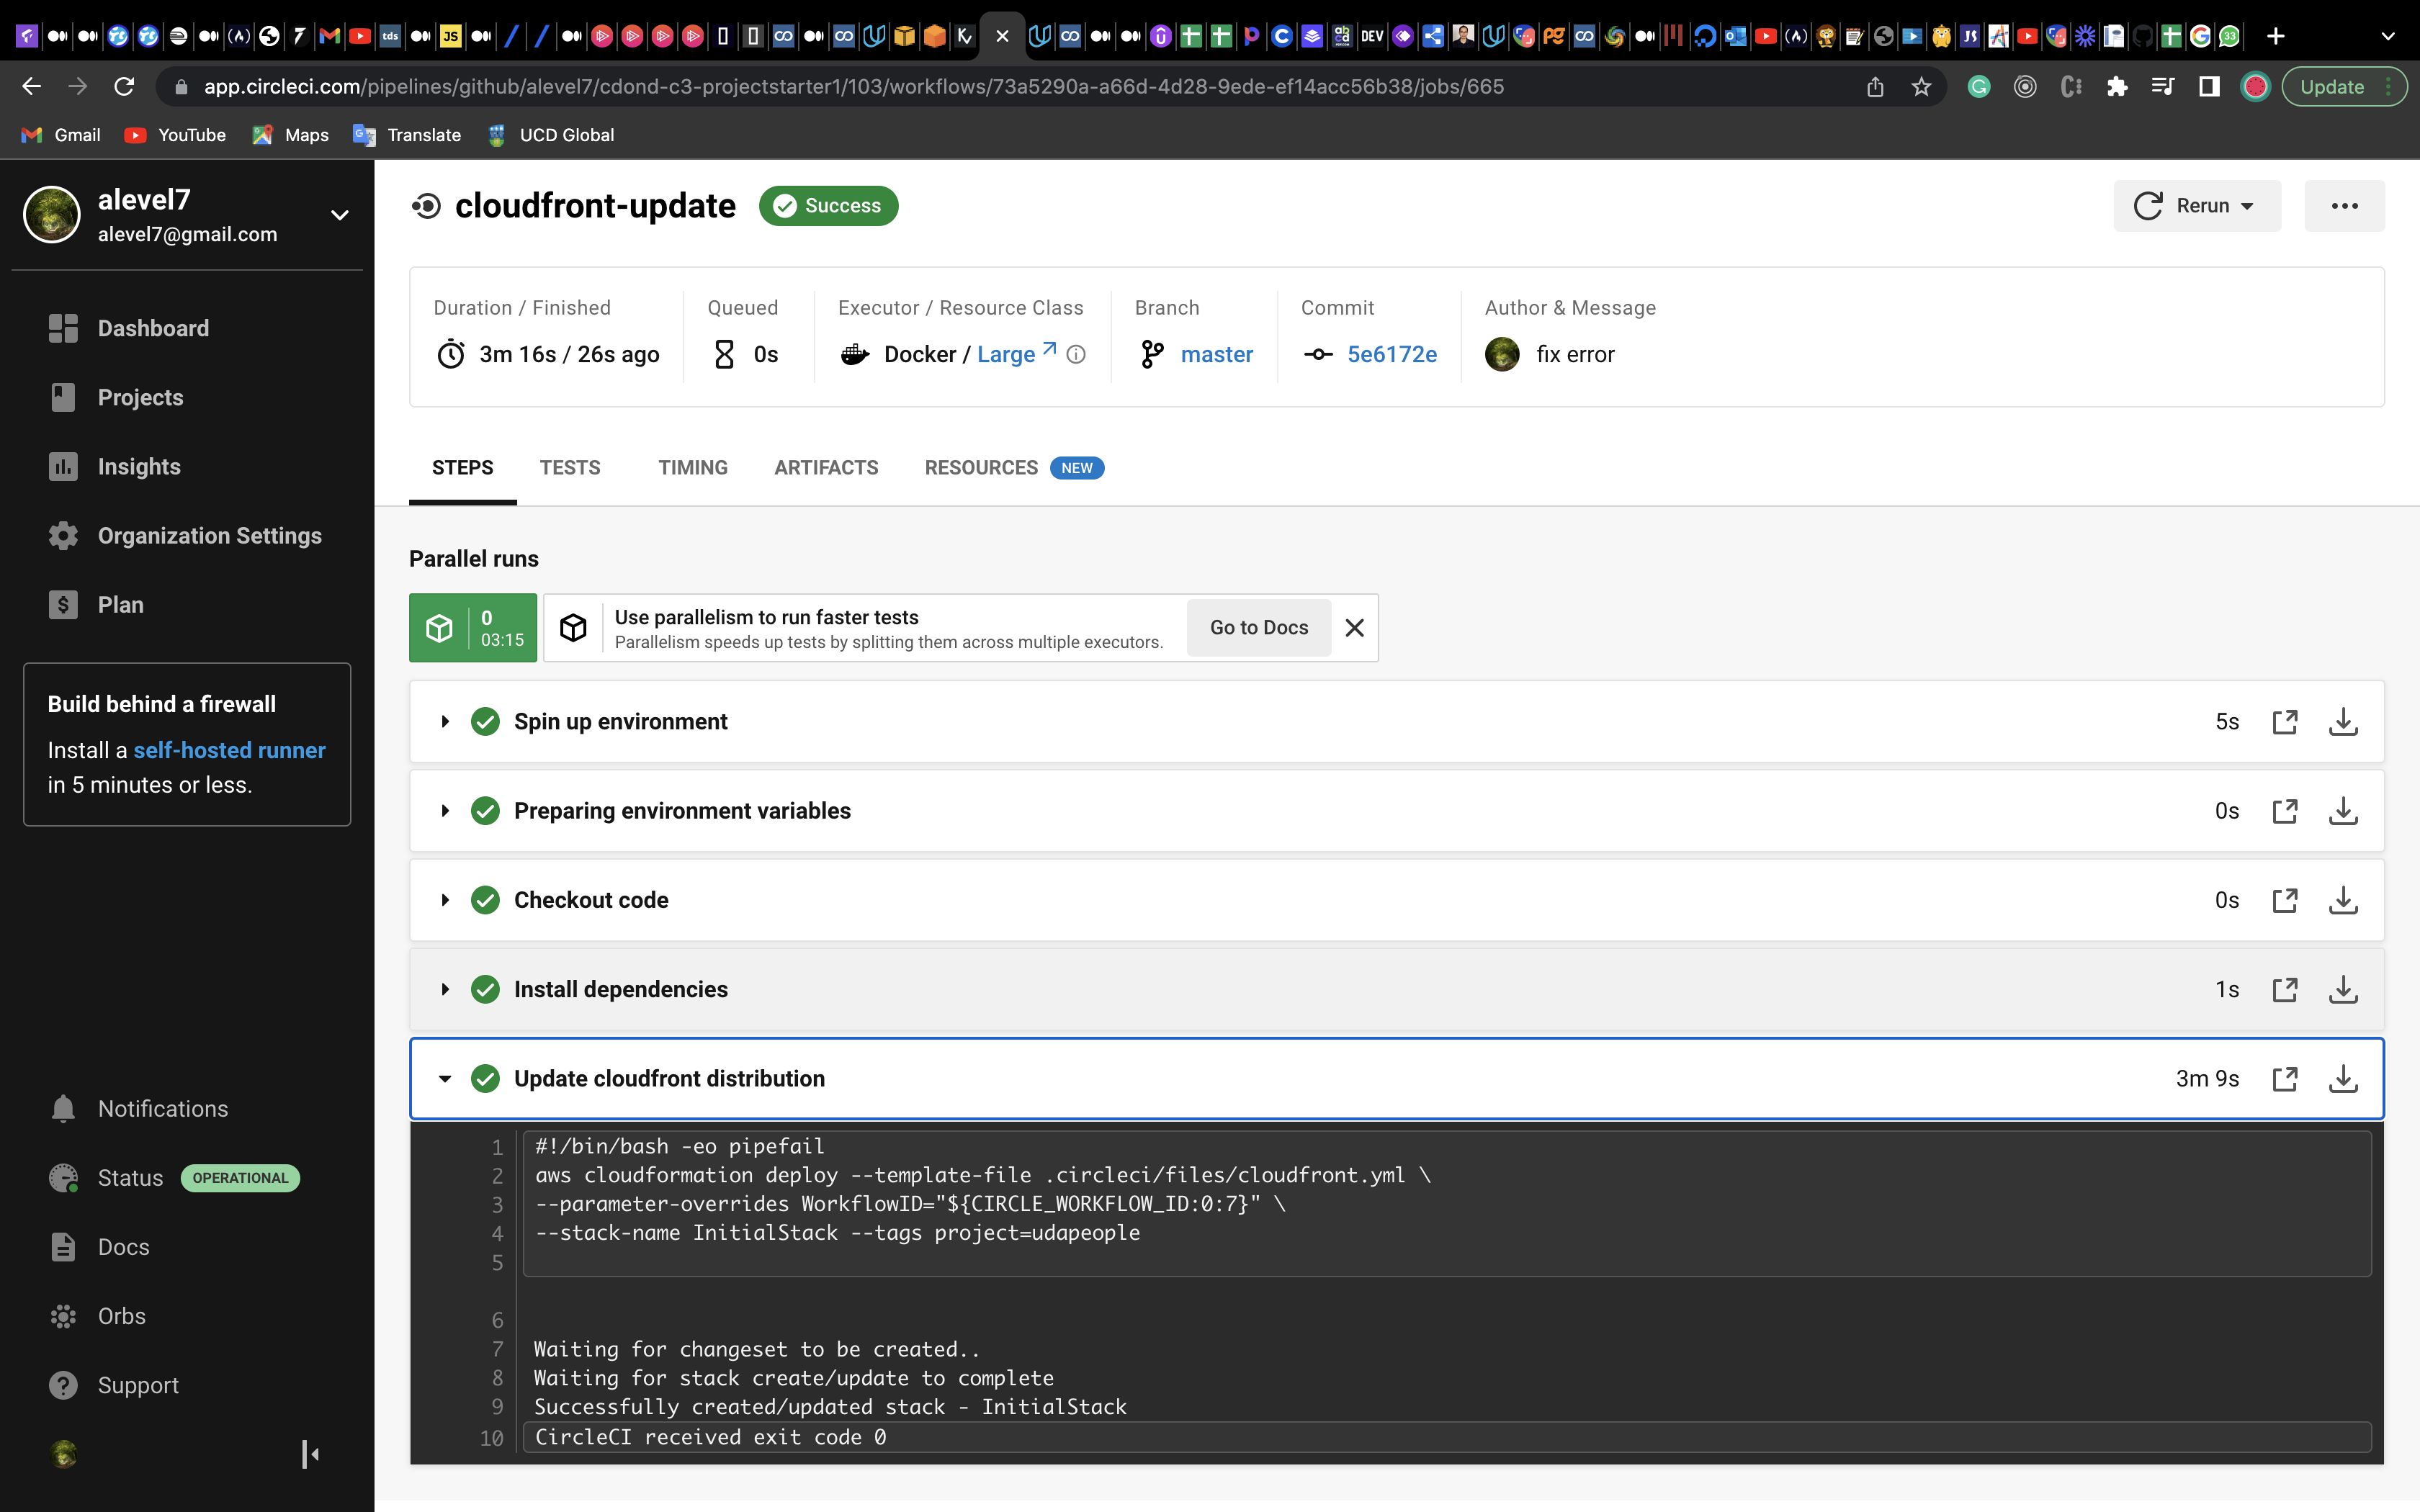 app.circleci.com/pipelines/github/alevel7/cdond-c3-projectstarter1/103/workflows/73a5290a-a66d-4d28-9ede-ef14acc56b38/jobs/665
Update
Gmail
YouTube
Maps
Translate
UCD Global
alevel7
alevel7@gmail.com
Dashboard
Projects
Insights
Organization Settings
Plan
Build behind a firewall
Install a self-hosted runner
in 5 minutes or less.
Notifications
Status OPERATIONAL
Docs
Orbs
Support
cloudfront-update
Success
Rerun
Duration / Finished
3m 16s / 26s ago
Queued
0s
Executor / Resource Class
Docker / Large
Branch
master
Commit
5e6172e
Author & Message
fix error
STEPS
TESTS
TIMING
ARTIFACTS
RESOURCES NEW
Parallel runs
0
03:15
Use parallelism to run faster tests
Parallelism speeds up tests by splitting them across multiple executors.
Go to Docs
Spin up environment 5s
Preparing environment variables 0s
Checkout code 0s
Install dependencies 1s
Update cloudfront distribution 3m 9s
1 #!/bin/bash -eo pipefail
2 aws cloudformation deploy --template-file .circleci/files/cloudfront.yml \
3 --parameter-overrides WorkflowID="${CIRCLE_WORKFLOW_ID:0:7}" \
4 --stack-name InitialStack --tags project=udapeople
5
6
7 Waiting for changeset to be created..
8 Waiting for stack create/update to complete
9 Successfully created/updated stack - InitialStack
10 CircleCI received exit code 0